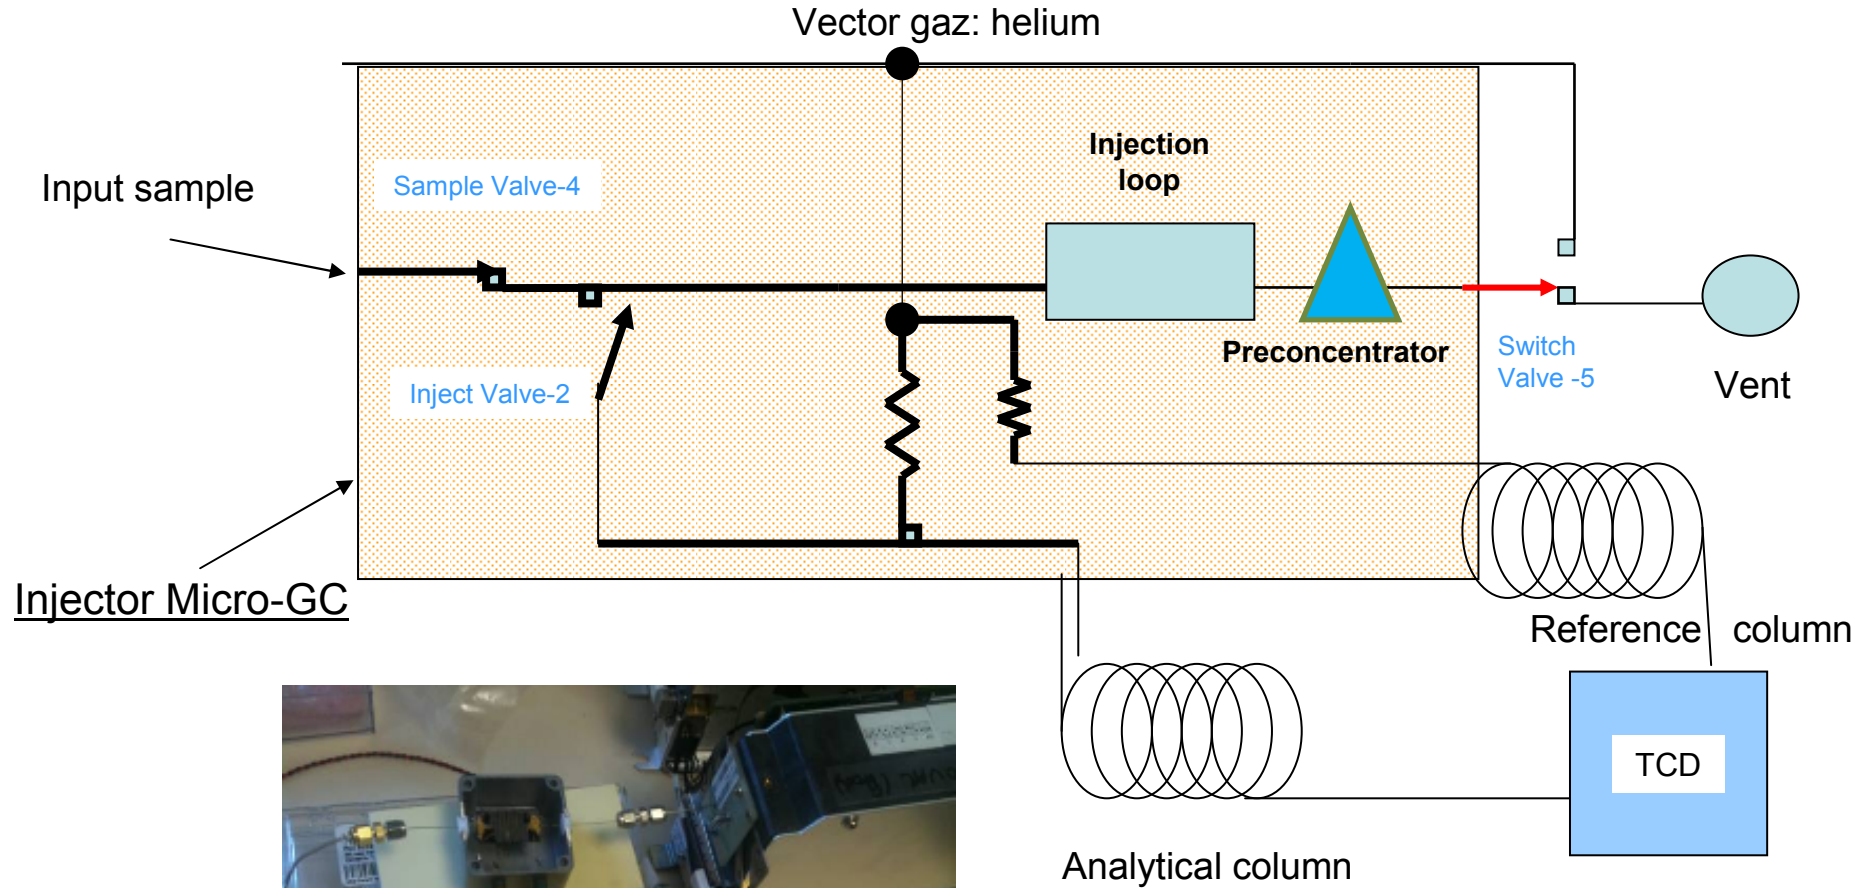 Vector gaz: helium
Injection
loop
Input sample
Sample Valve-4
Preconcentrator
Switch
Valve -5
Vent
Inject Valve-2
Injector Micro-GC
Reference column
TCD
Analytical column